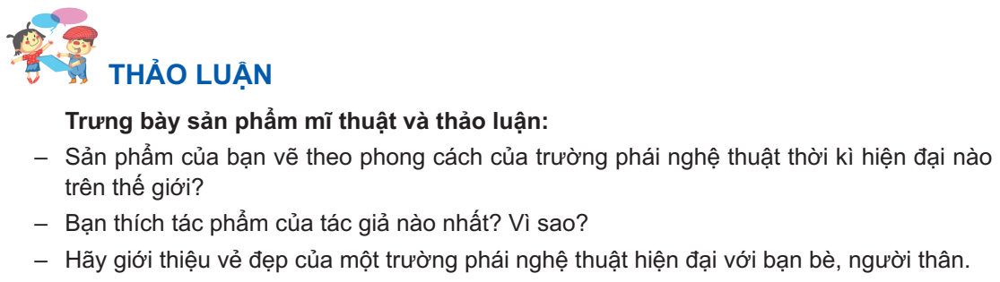 THẢO LUẬN
Trưng bày sản phẩm mĩ thuật và thảo luận:
– Sản phẩm của bạn vẽ theo phong cách của trường phái nghệ thuật thời kì hiện đại nào
trên thế giới?
– Bạn thích tác phẩm của tác giả nào nhất? Vì sao?
– Hãy giới thiệu vẻ đẹp của một trường phái nghệ thuật hiện đại với bạn bè, người thân.